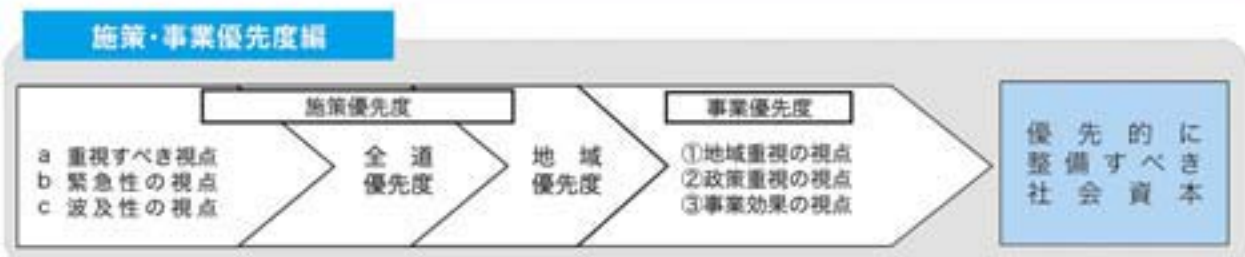 施策・事業優先度編
施策優先度
a 重視すべき視点
b 緊急性の視点
c 波及性の視点
全道
優先度
地域
優先度
事業優先度
①地域重視の視点
②政策重視の視点
③事業効果の視点
優先的に
整備すべき
社会資本